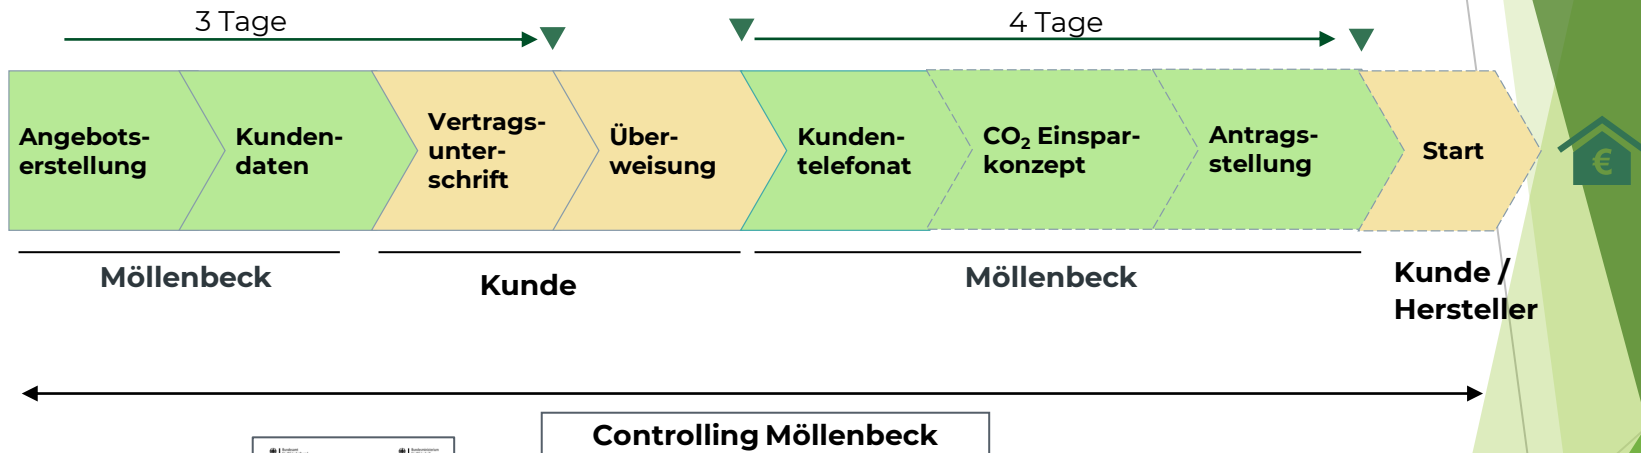 3 Tage
4 Tage
Angebots-
erstellung
Kunden-
daten
Vertrags-
unter-
schrift
Über-
weisung
Kunden-
telefonat
CO₂ Einspar-
konzept
Antrags-
stellung
Start
€
Möllenbeck
Kunde
Möllenbeck
Kunde /
Hersteller
Controlling Möllenbeck